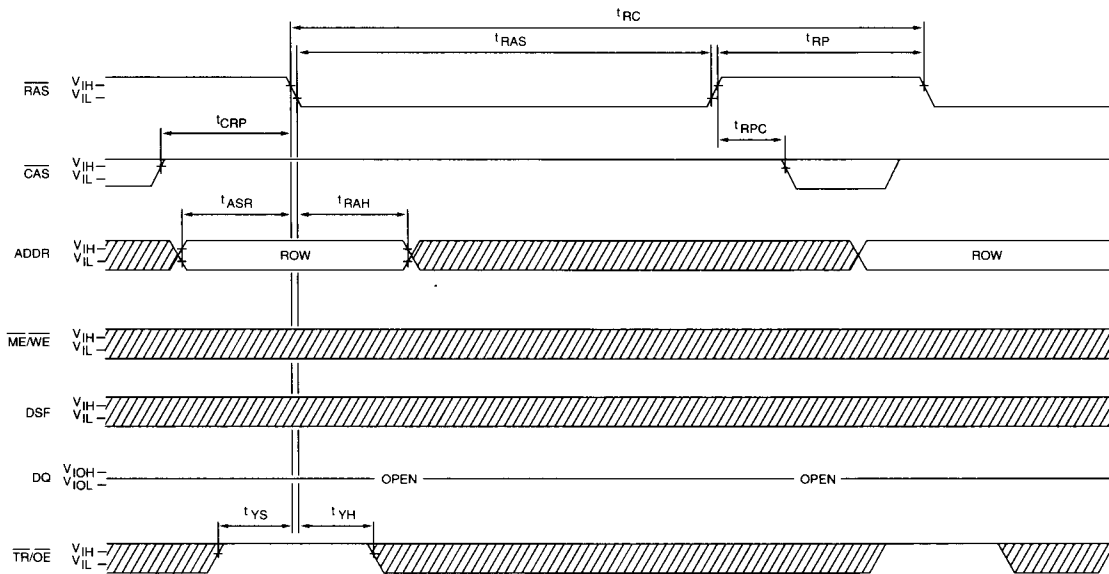 tRC
tRAS
tRP
RAS
VIH
VIL
tCRP
tRPC
CAS
VIH
VIL
tASR
tRAH
ADDR
VIH
VIL
ROW
ROW
ME/WE
VIH
VIL
DSF
VIH
VIL
DQ
VIOH
VIOL
OPEN
OPEN
tYS
tYH
TR/OE
VIH
VIL